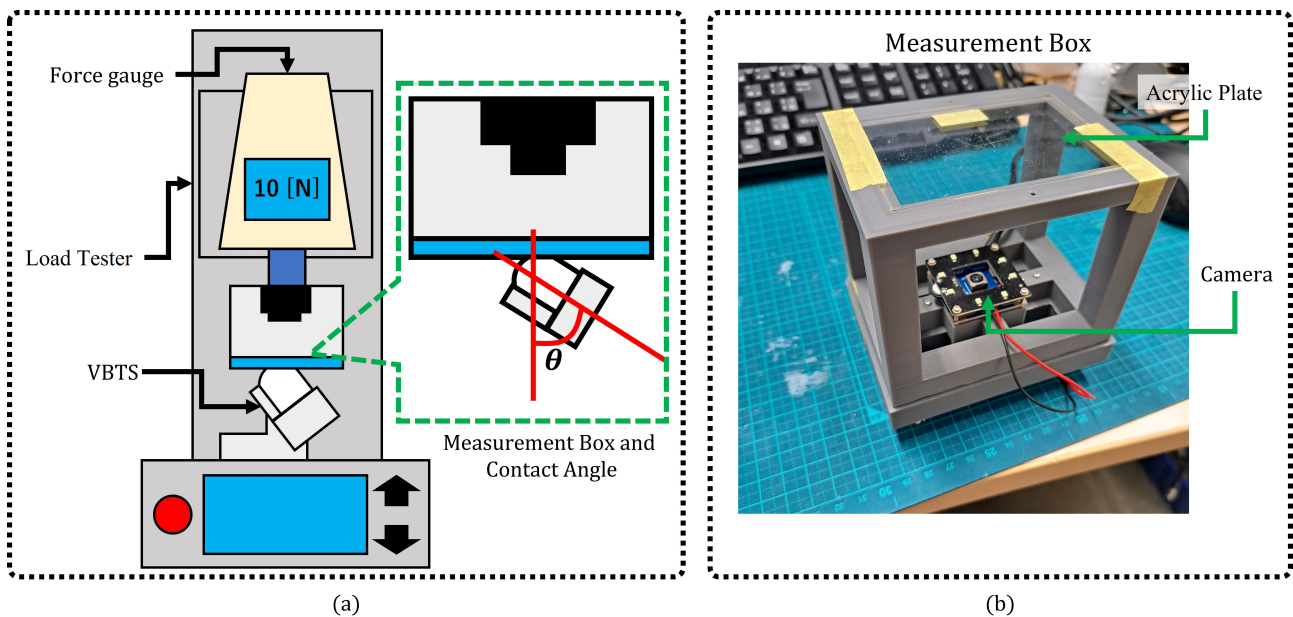 Force gauge
10 [N]
Load Tester
VBTS
θ
Measurement Box and
Contact Angle
(a)
Measurement Box
Acrylic Plate
Camera
(b)